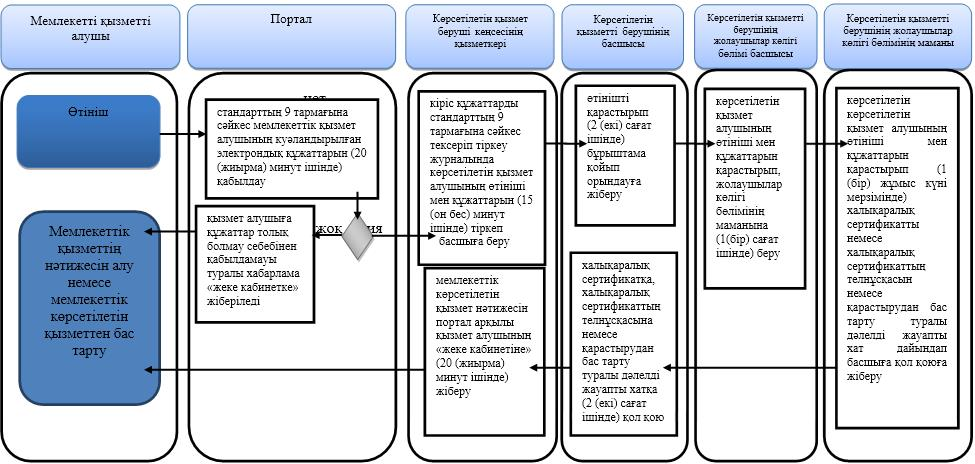 Мемлекетті қызметті
алушы
Портал
Көрсетілетін қызмет
беруші кеңсесінің
қызметкері
Көрсетілетін
қызметті берушінің
басшысы
Көрсетілетін қызметті
берушінің
жолаушылар көлігі
бөлімі басшысы
Көрсетілетін қызметті
берушінің жолаушылар
көлігі бөлімінің маманы
Өтініш
стандарттың 9 тармағына
сәйкес мемлекеттік қызмет
алушының куәландырылған
электрондық құжаттарын (20
(жиырма) минут ішінде)
қабылдау
қызмет алушыға
құжаттар толық
болмау себебінен
қабылдамауы
туралы хабарлама
«жеке кабинетке»
жіберіледі
жоқ
ия
Мемлекеттік
қызметтің
нәтижесін алу
немесе
мемлекеттік
көрсетілетін
қызметтен бас
тарту
кіріс құжаттарды
стандарттың 9
тармағына сәйкес
тексеріп тіркеу
журналында
көрсетілетін қызмет
алушының өтініші
мен құжаттарын (15
(он бес) минут
ішінде) тіркеп
басшыға беру
мемлекеттік
көрсетілетін
қызмет нәтижесін
портал арқылы
қызмет алушының
«жеке кабинетіне»
(20 (жиырма)
минут ішінде)
жіберу
өтінішті
қарастырып
(2 (екі) сағат
ішінде)
бұрыштама
қойып
орындауға
жіберу
халықаралық
сертификатқа,
халықаралық
сертификаттың
телнұсқасына
немесе
қарастырудан
бас тарту
туралы дәлелді
жауапты хатқа
(2 (екі) сағат
ішінде) қол қою
көрсетілетін
қызмет
алушының
өтініші мен
құжаттарын
қарастырып,
жолаушылар
көлігі
бөлімінің
маманына
(1(бір) сағат
ішінде) беру
көрсетілетін
көрсетілетін
қызмет алушының
өтініші мен
құжаттарын
қарастырып (1
(бір) жұмыс күні
мерзімінде)
халықаралық
сертификатты
немесе
халықаралық
сертификаттың
телнұсқасын
немесе
қарастырудан бас
тарту туралы
дәлелді жауапты
хат дайындап
басшыға қол қоюға
жіберу